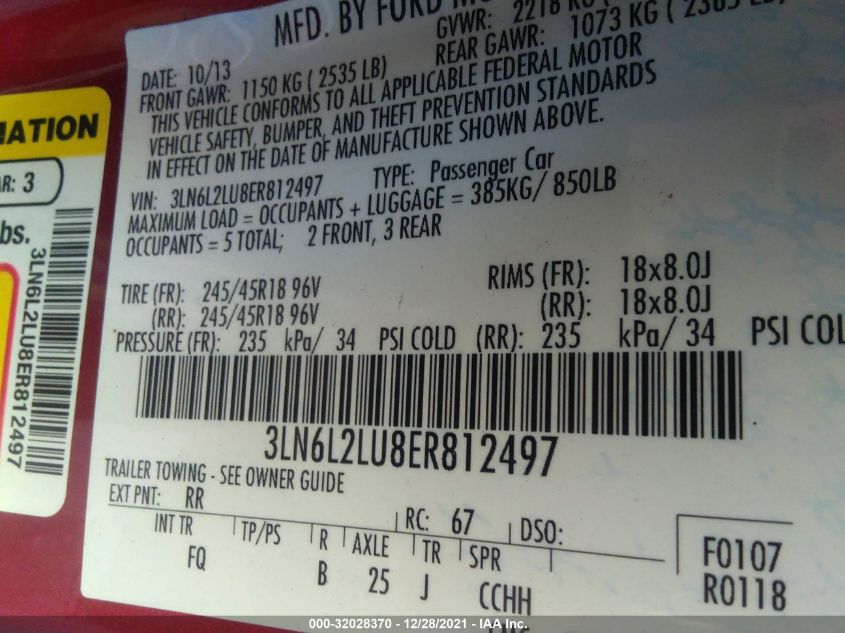 MFD. BY FORD
GVWR: 2218 KG
DATE: 10/13
FRONT GAWR: 1150 KG ( 2535 LB)
REAR GAWR: 1073 KG ( 2365 LB)
THIS VEHICLE CONFORMS TO ALL APPLICABLE FEDERAL MOTOR
VEHICLE SAFETY, BUMPER, AND THEFT PREVENTION STANDARDS
IN EFFECT ON THE DATE OF MANUFACTURE SHOWN ABOVE.
VIN: 3LN6L2LU8ER812497 TYPE: Passenger Car
MAXIMUM LOAD = OCCUPANTS + LUGGAGE = 385KG/ 850LB
OCCUPANTS = 5 TOTAL; 2 FRONT, 3 REAR
TIRE (FR): 245/45R18 96V RIMS (FR): 18x8.0J
(RR): 245/45R18 96V (RR): 18x8.0J
PRESSURE (FR): 235 kPa/ 34 PSI COLD (RR): 235 kPa/ 34 PSI COL
3LN6L2LU8ER812497
TRAILER TOWING - SEE OWNER GUIDE
EXT PNT: RR RC: 67 DSO:
INT TR TP/PS R AXLE TR SPR
FQ B 25 J CCHH
F0107
R0118
MATION
AR: 3
bs.
3LN6L2LU8ER812497
000-32028370 - 12/28/2021 - IAA Inc.